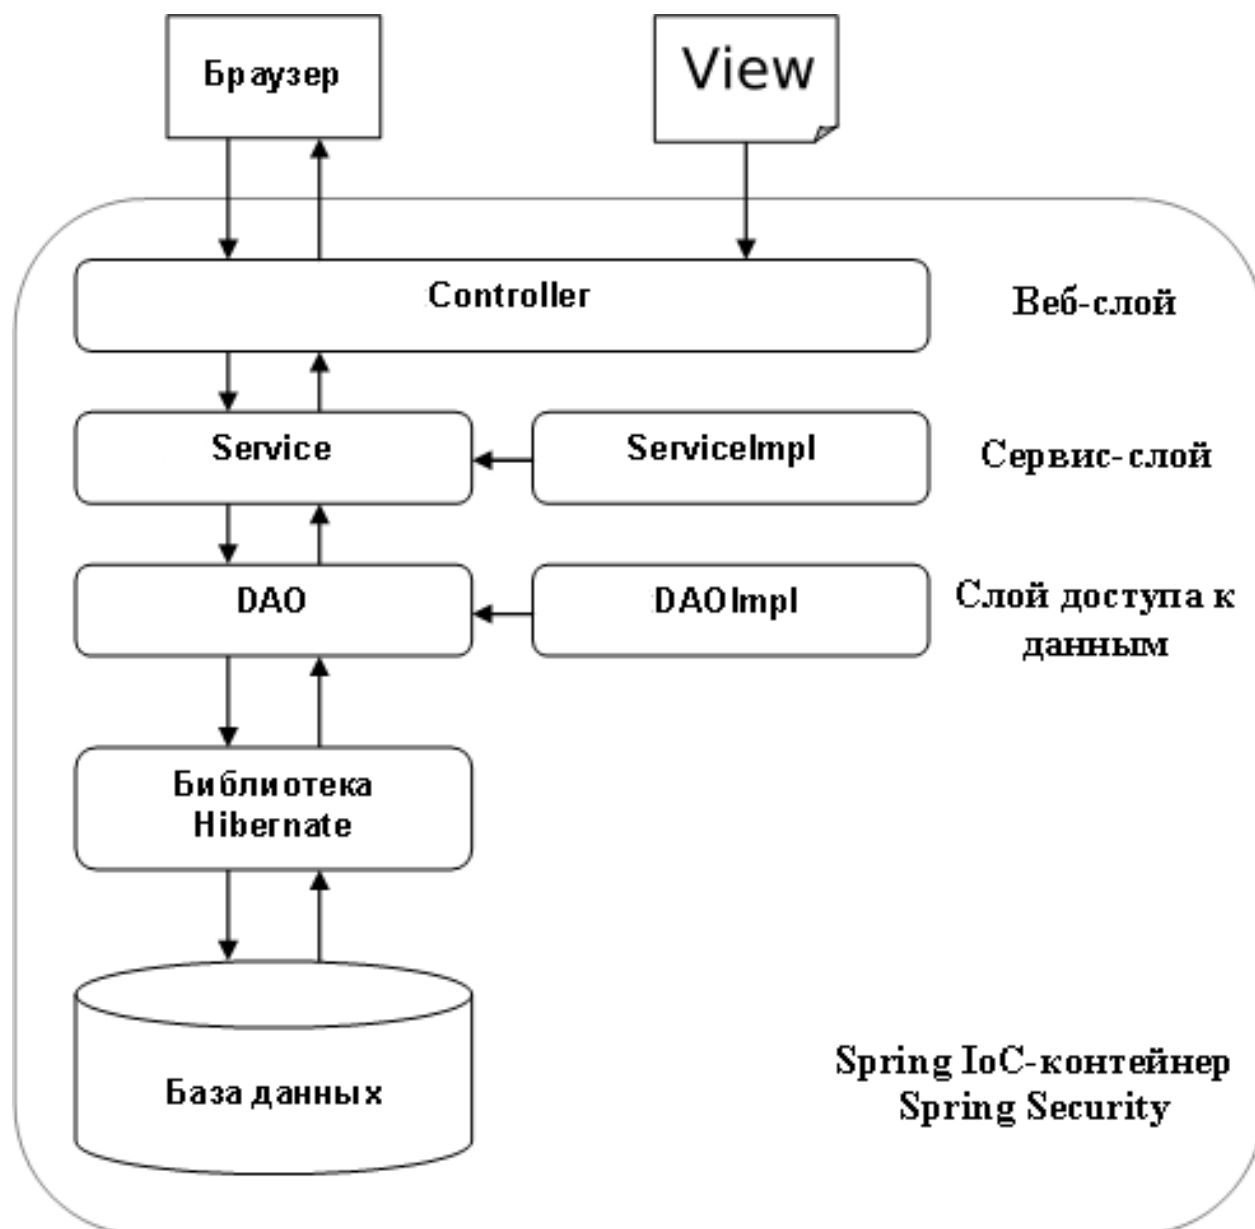 Браузер
View
Controller
Веб-слой
Service
ServiceImpl
Сервис-слой
DAO
DAOImpl
Слой доступа к
данным
Библиотека
Hibernate
База данных
Spring IoC-контейнер
Spring Security